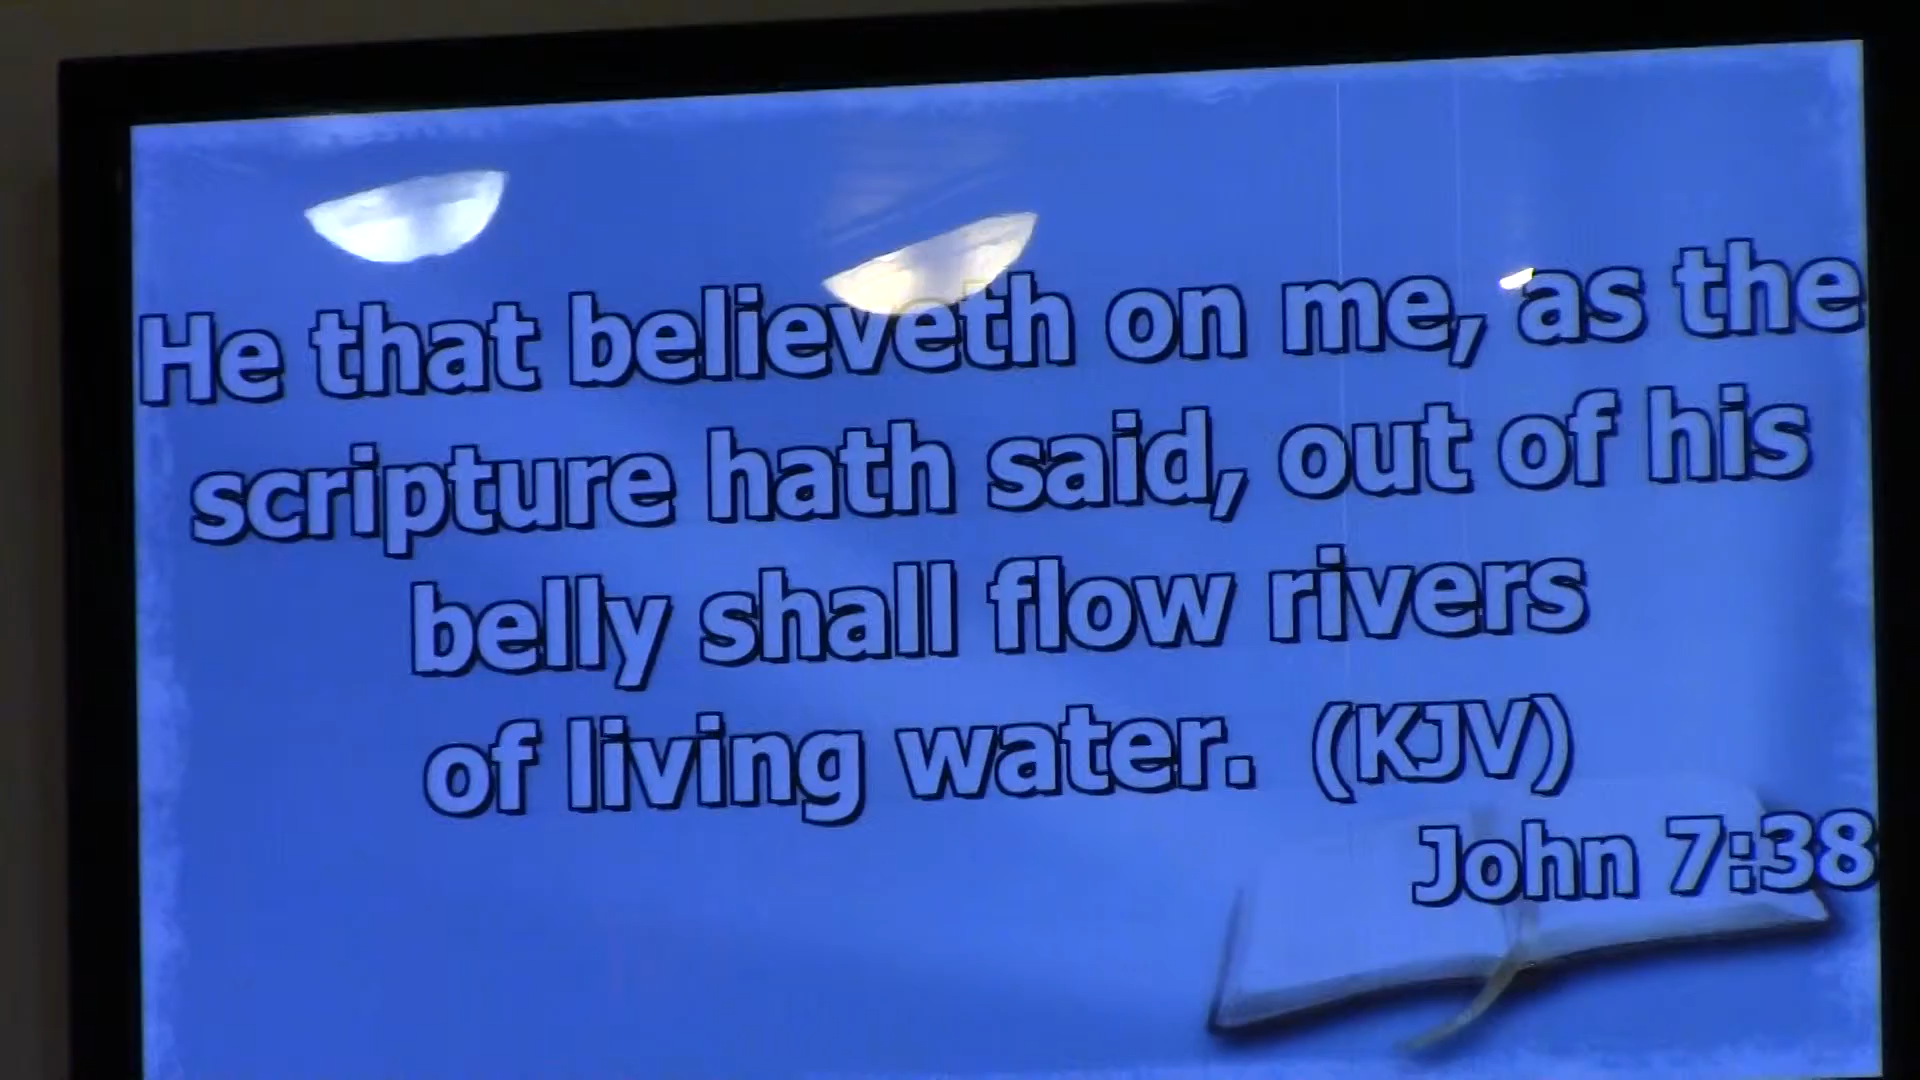 He that believeth on me, as the
scripture hath said, out of his
belly shall flow rivers
of living water. (KJV)
John 7:38